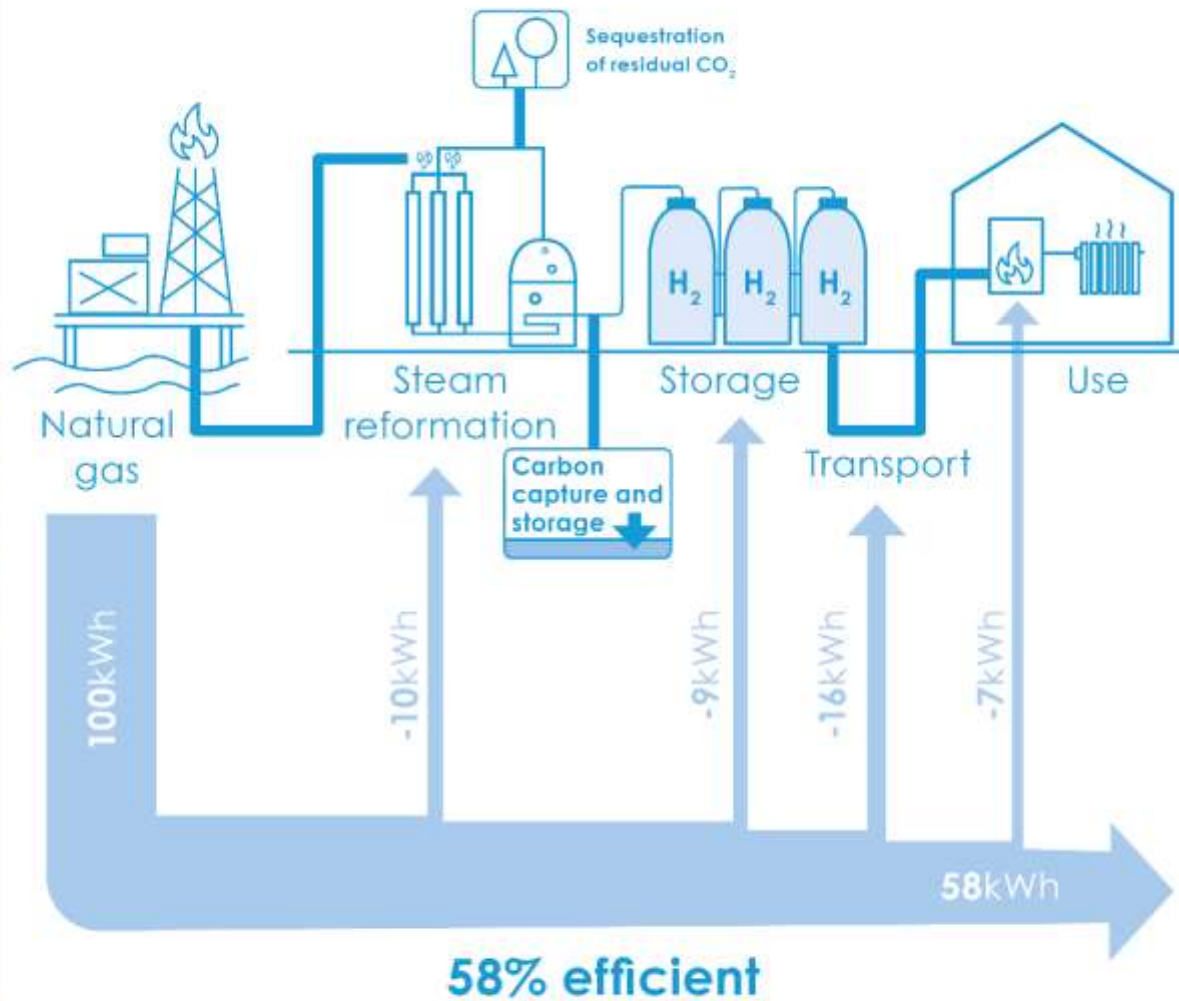 Sequestration
of residual CO₂
H₂
H₂
H₂
Natural
gas
Steam
reformation
Storage
Transport
Use
Carbon
capture and
storage
100kWh
-10kWh
-9kWh
-16kWh
-7kWh
58kWh
58% efficient